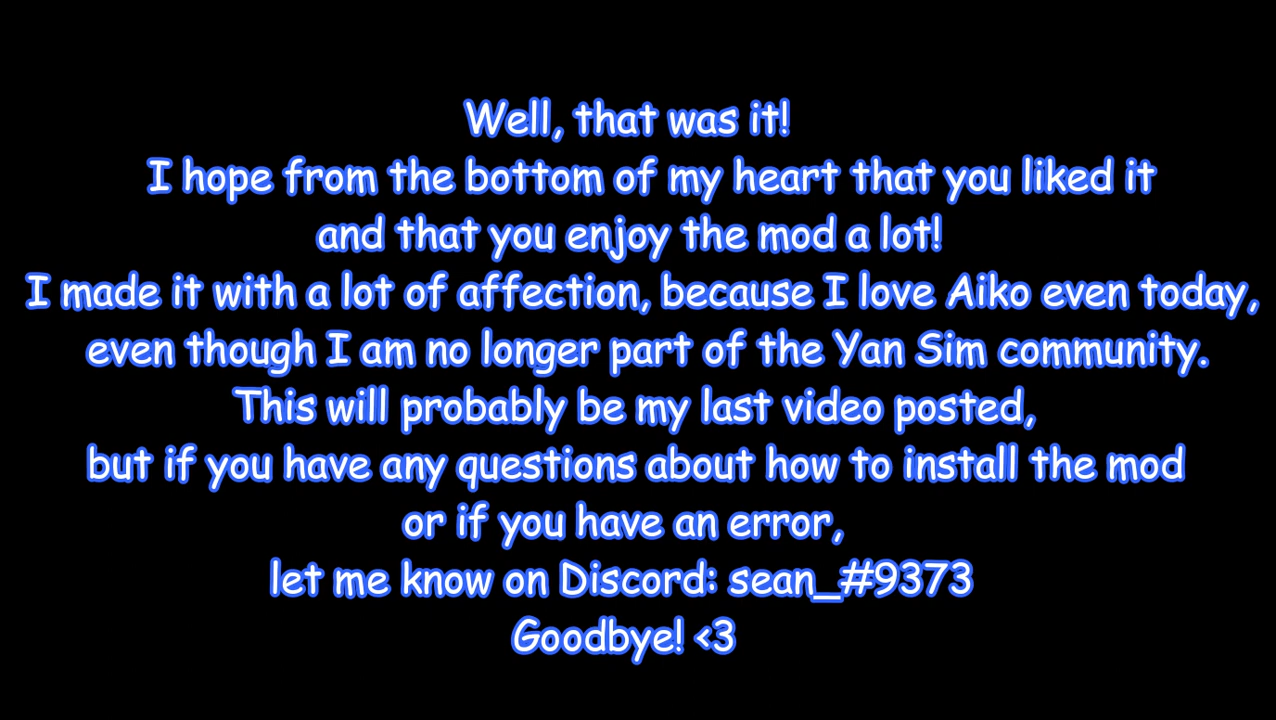 Well, that was it!
I hope from the bottom of my heart that you liked it
and that you enjoy the mod a lot!
I made it with a lot of affection, because I love Aiko even today,
even though I am no longer part of the Yan Sim community.
This will probably be my last video posted,
but if you have any questions about how to install the mod
or if you have an error,
let me know on Discord: sean_#9373
Goodbye! <3